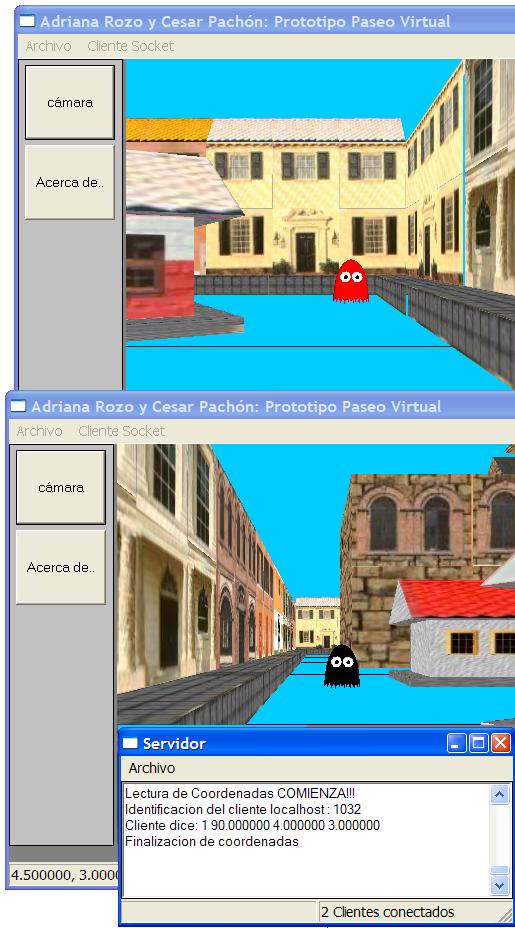 Adriana Rozo y Cesar Pachón: Prototipo Paseo Virtual
Archivo Cliente Socket
cámara
Acerca de..
Adriana Rozo y Cesar Pachón: Prototipo Paseo Virtual
Archivo Cliente Socket
cámara
Acerca de..
4.500000, 3.0000
Servidor
Archivo
Lectura de Coordenadas COMIENZA!!!
Identificacion del cliente localhost : 1032
Cliente dice: 1 90.000000 4.000000 3.000000
Finalizacion de coordenadas
2 Clientes conectados